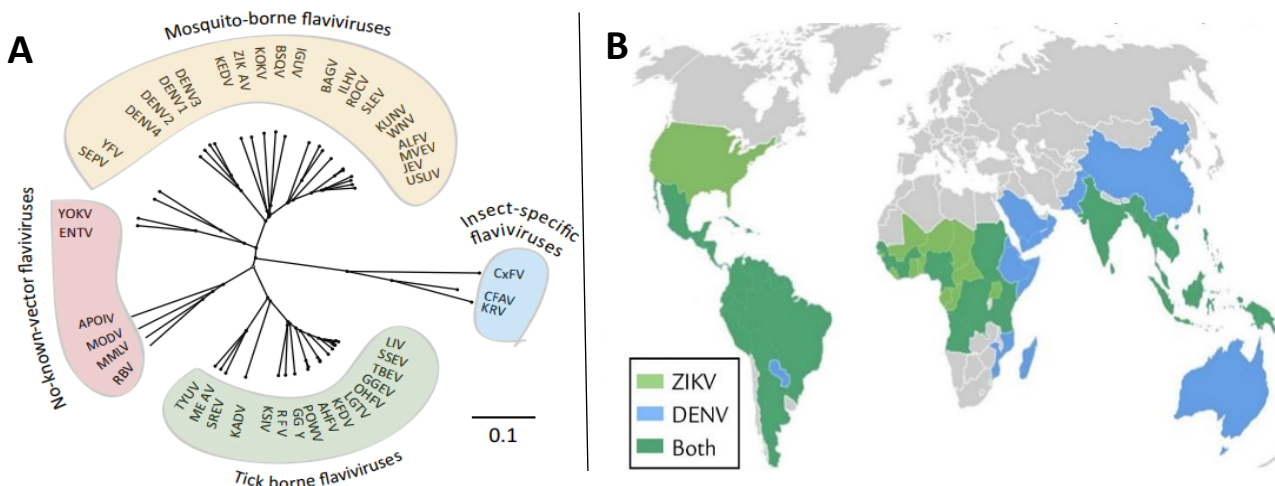 A
Mosquito-borne flaviviruses
SEPV
YFV
DENV4
DENV2
DENV1
DENV3
KEDV
ZIK AV
KOKV
BSQV
IGUV
BAGV
ILHV
ROCV
SLEV
KUNV
WNV
ALFV
MVEV
JEV
USUV
Insect-specific
flaviviruses
CxFV
CFAV
KRV
No-known-vector flaviviruses
YOKV
ENTV
APOIV
MODV
MMLV
RBV
TYUV
ME AV
SREV
KADV
KSIV
R F V
GG Y
POWV
AHFV
KFDV
LGTV
OHFV
GGEV
TBEV
SSEV
LIV
Tick borne flaviviruses
0.1
B
ZIKV
DENV
Both